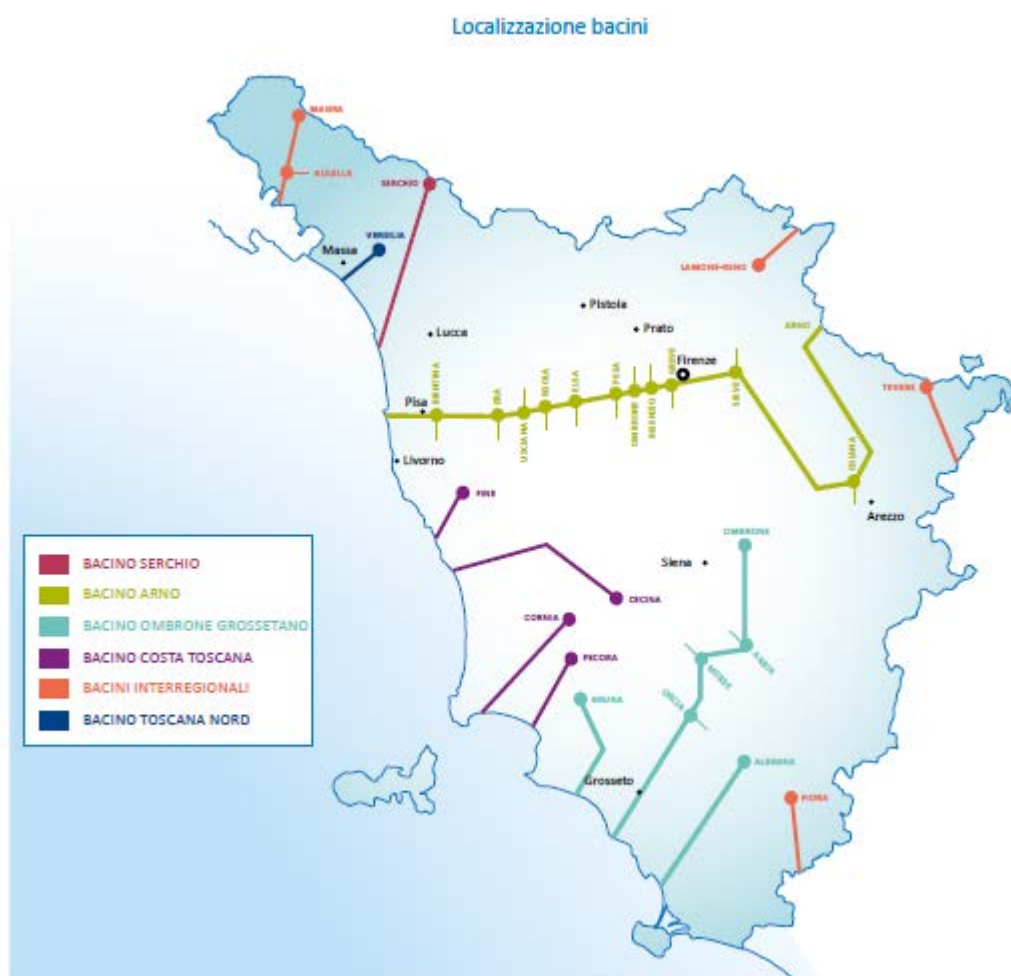 Localizzazione bacini
MAGRA
AULELLA
SERCHIO
VERSILIA
Massa
LAMONE-RENO
Pistoia
Prato
Lucca
ARNO
Firenze
GREVE
TEVERE
Pisa
BIENTINA
ERA
USCIANA
EGOLA
ELSA
PESA
OMBRONE
BISENZIO
SIEVE
CHIANA
Livorno
FINE
Arezzo
OMBRONE
Siena
BACINO SERCHIO
BACINO ARNO
BACINO OMBRONE GROSSETANO
BACINO COSTA TOSCANA
BACINI INTERREGIONALI
BACINO TOSCANA NORD
CECINA
CORNIA
PECORA
ARBIA
MERSE
ORCIA
BRUNA
ALBEGNA
Grosseto
FIORA